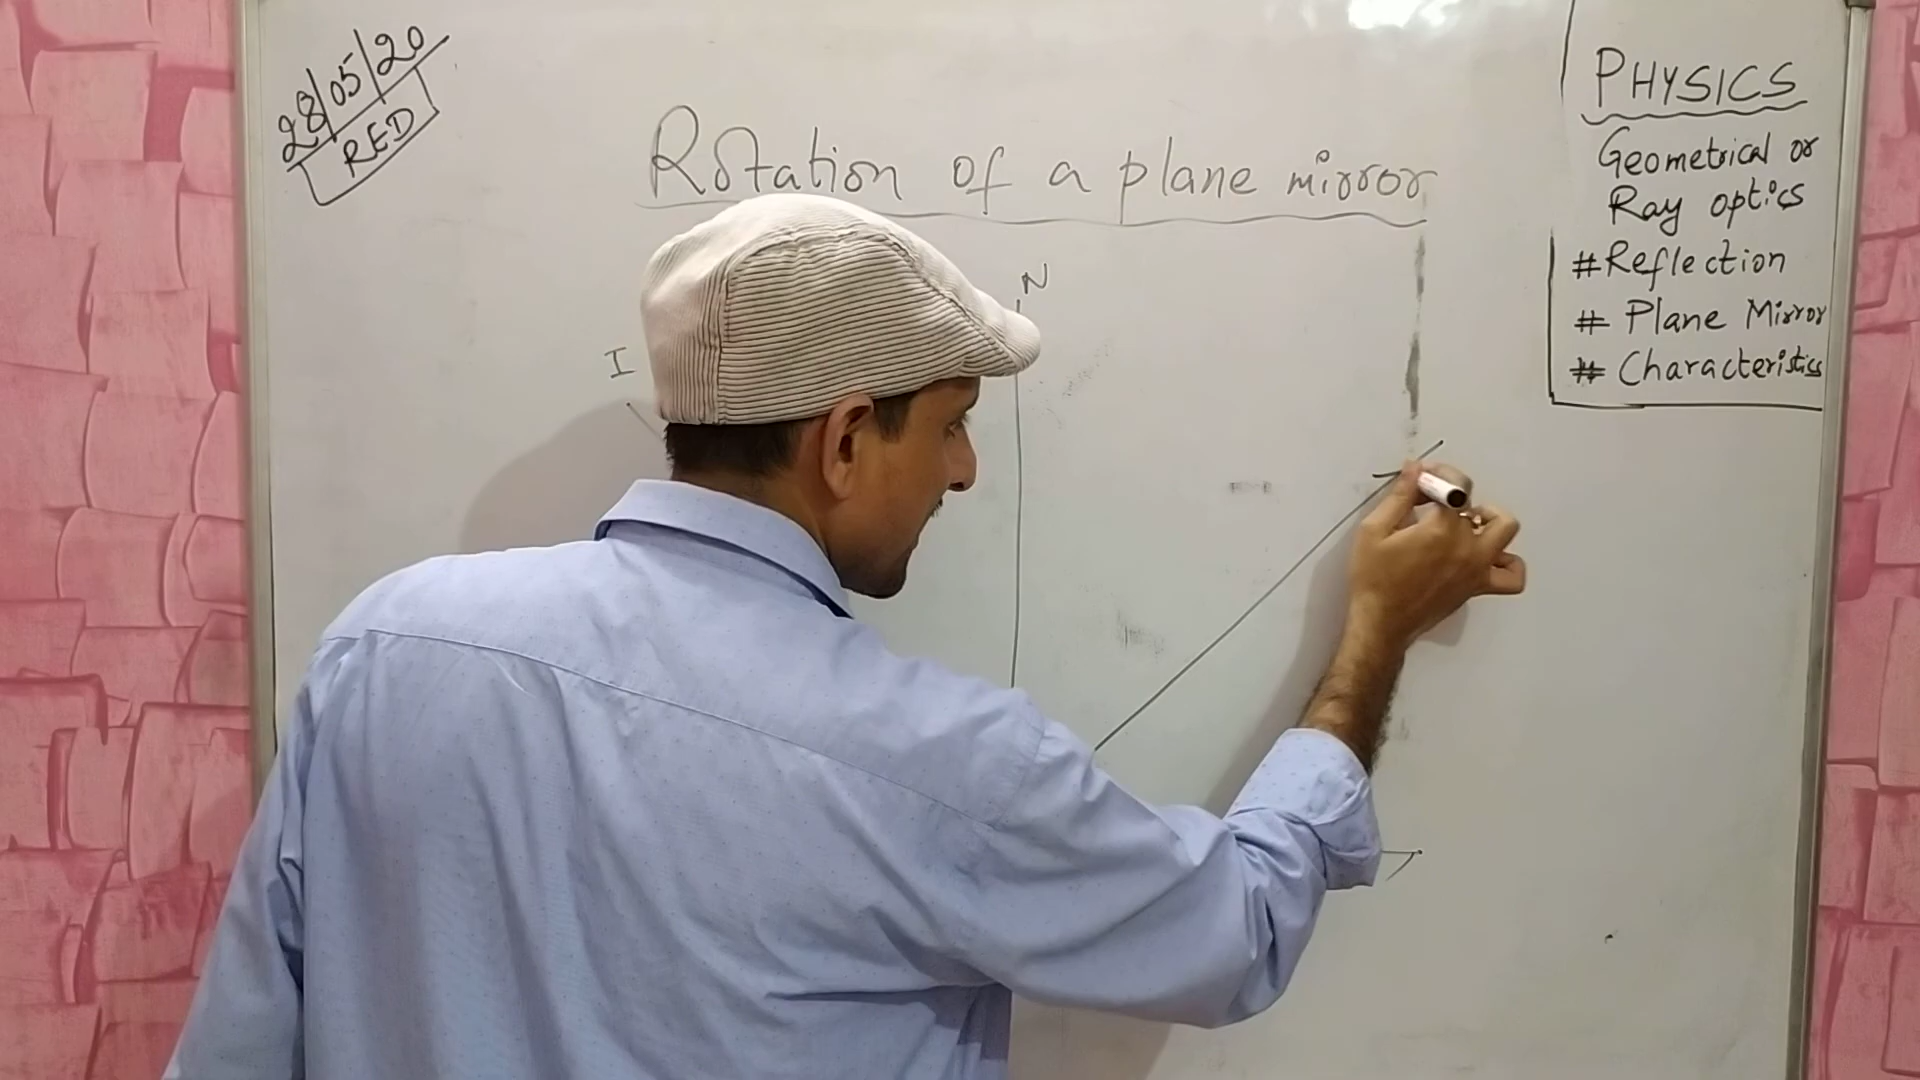 28/05/20
RED
Rotation of a plane mirror
PHYSICS
Geometrical or
Ray optics
#Reflection
# Plane Mirror
# Characteristics
N
I